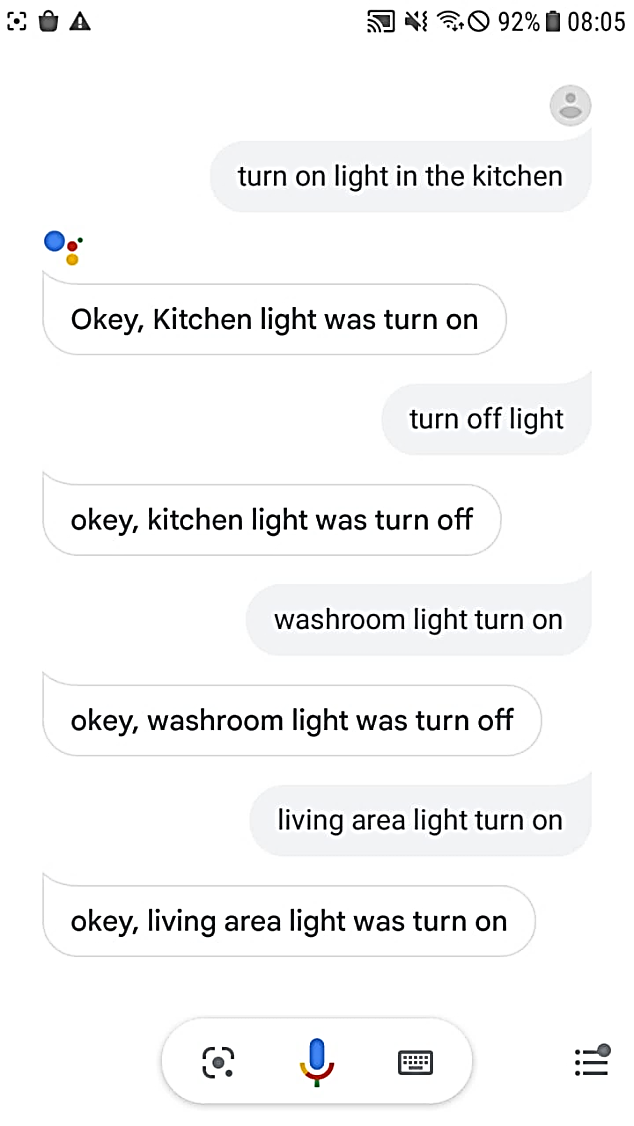 92% 08:05
turn on light in the kitchen
Okey, Kitchen light was turn on
turn off light
okey, kitchen light was turn off
washroom light turn on
okey, washroom light was turn off
living area light turn on
okey, living area light was turn on